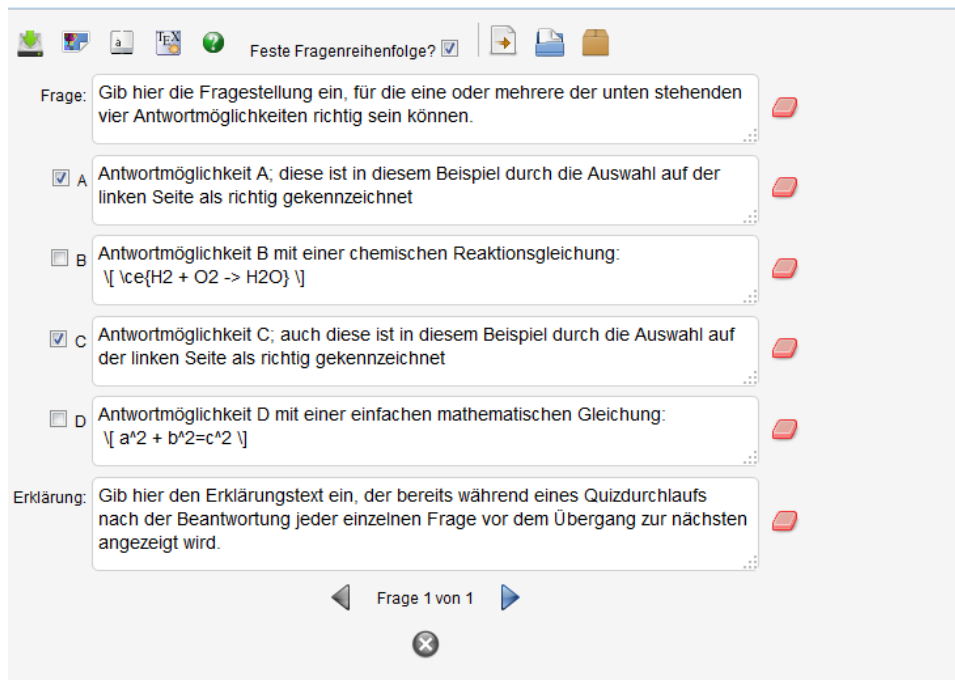 à TEX ? Feste Fragenreihenfolge?
Frage: Gib hier die Fragestellung ein, für die eine oder mehrere der unten stehenden
vier Antwortmöglichkeiten richtig sein können.
A Antwortmöglichkeit A; diese ist in diesem Beispiel durch die Auswahl auf der
linken Seite als richtig gekennzeichnet
B Antwortmöglichkeit B mit einer chemischen Reaktionsgleichung:
\[ \ce{H2 + O2 -> H2O} \]
C Antwortmöglichkeit C; auch diese ist in diesem Beispiel durch die Auswahl auf
der linken Seite als richtig gekennzeichnet
D Antwortmöglichkeit D mit einer einfachen mathematischen Gleichung:
\[ a^2 + b^2=c^2 \]
Erklärung: Gib hier den Erklärungstext ein, der bereits während eines Quizdurchlaufs
nach der Beantwortung jeder einzelnen Frage vor dem Übergang zur nächsten
angezeigt wird.
Frage 1 von 1